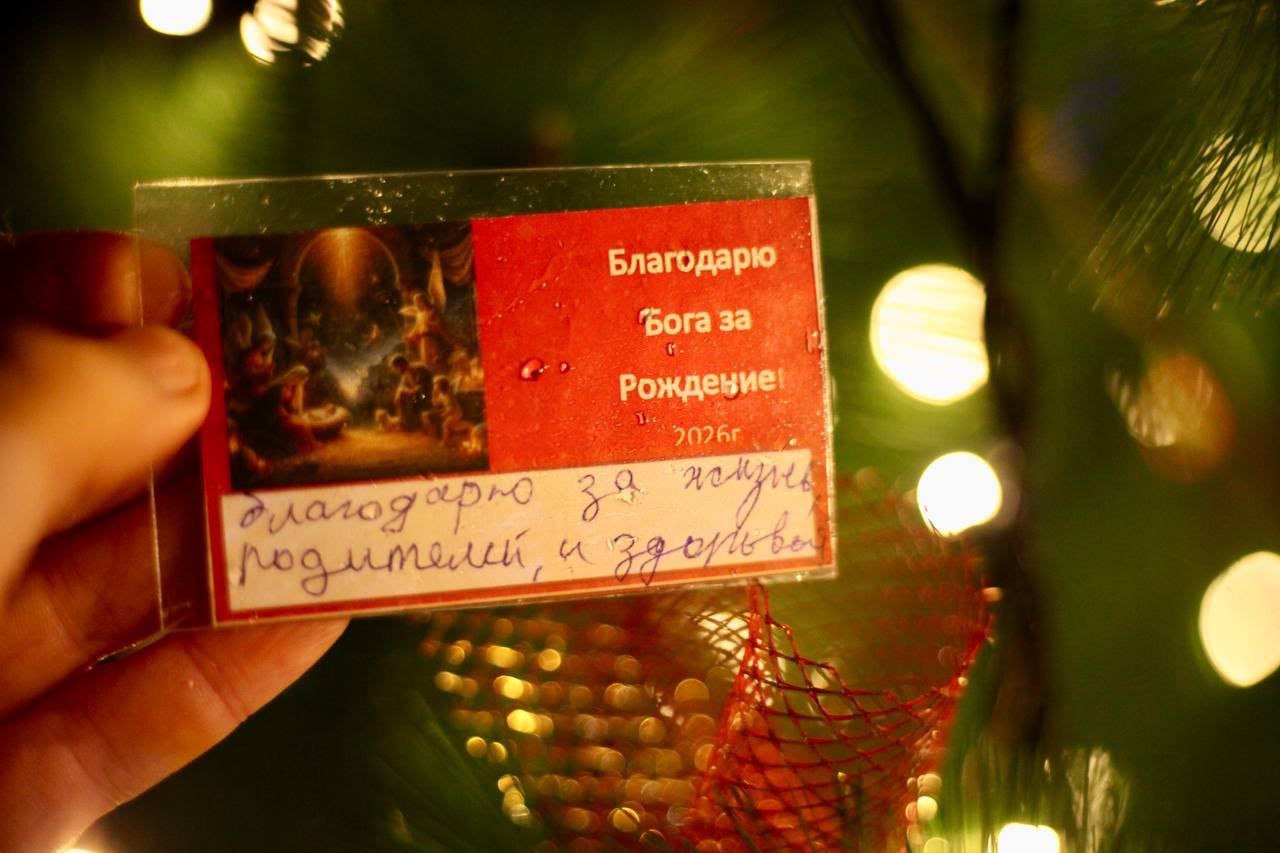 Благодарю
Бога за
Рождение!
2026г
благодарю за жизнь,
родителей, и здоровье